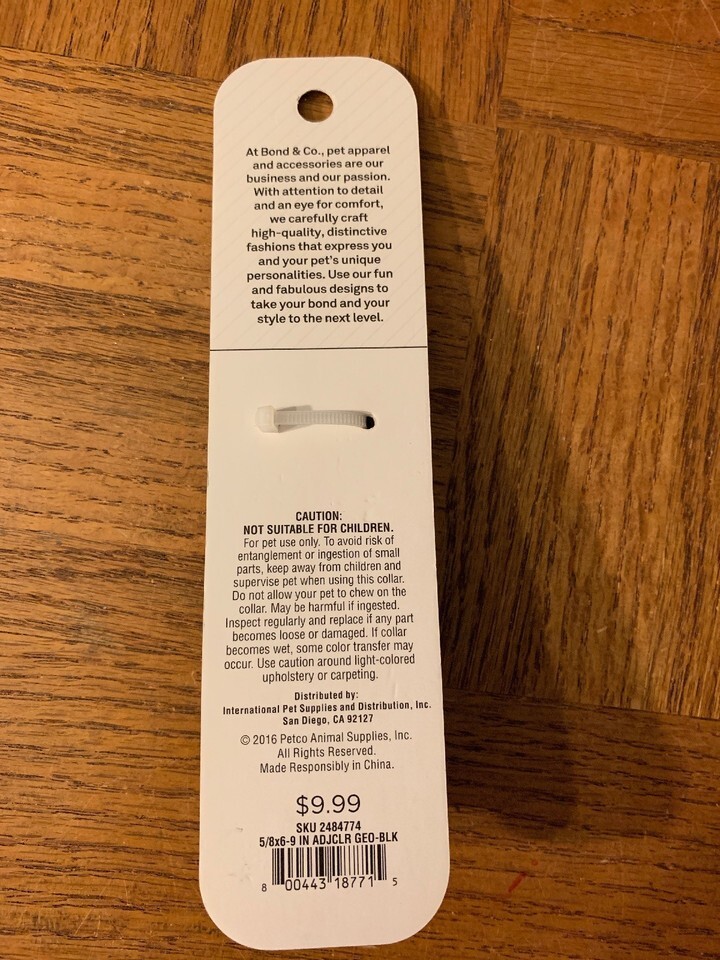 At Bond & Co., pet apparel
and accessories are our
business and our passion.
With attention to detail
and an eye for comfort,
we carefully craft
high-quality, distinctive
fashions that express you
and your pet's unique
personalities. Use our fun
and fabulous designs to
take your bond and your
style to the next level.
CAUTION:
NOT SUITABLE FOR CHILDREN.
For pet use only. To avoid risk of
entanglement or ingestion of small
parts, keep away from children and
supervise pet when using this collar.
Do not allow your pet to chew on the
collar. May be harmful if ingested.
Inspect regularly and replace if any part
becomes loose or damaged. If collar
becomes wet, some color transfer may
occur. Use caution around light-colored
upholstery or carpeting.
Distributed by:
International Pet Supplies and Distribution, Inc.
San Diego, CA 92127
© 2016 Petco Animal Supplies, Inc.
All Rights Reserved.
Made Responsibly in China.
$9.99
SKU 2484774
5/8x6-9 IN ADJCLR GEO-BLK
8 00443 18771 5